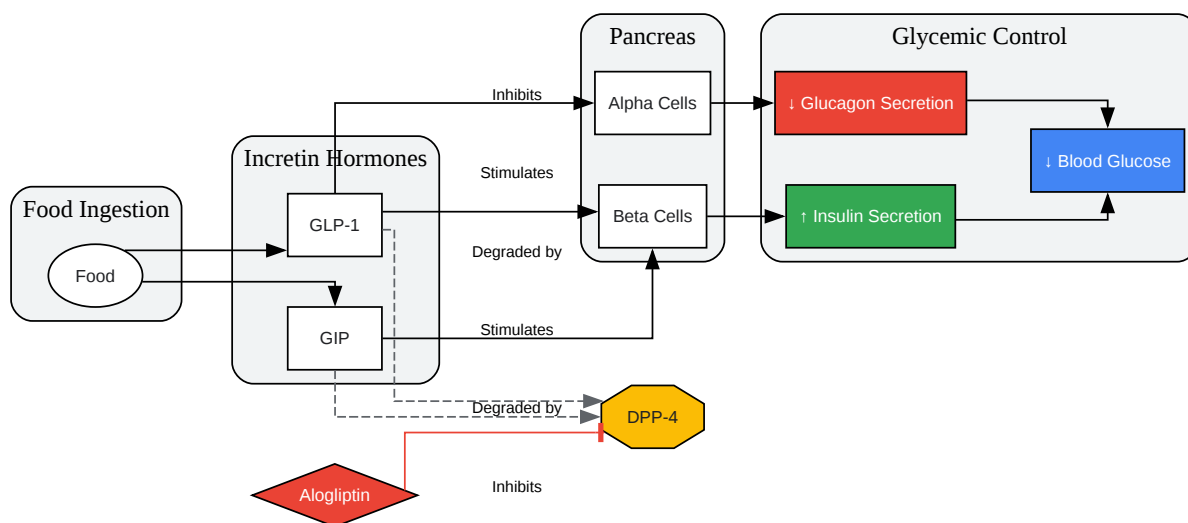 Pancreas
Glycemic Control
Inhibits
Alpha Cells
↓ Glucagon Secretion
Incretin Hormones
↓ Blood Glucose
Stimulates
Food Ingestion
GLP-1
Beta Cells
↑ Insulin Secretion
Degraded by
Food
GIP
Stimulates
Degraded by
DPP-4
Alogliptin
Inhibits